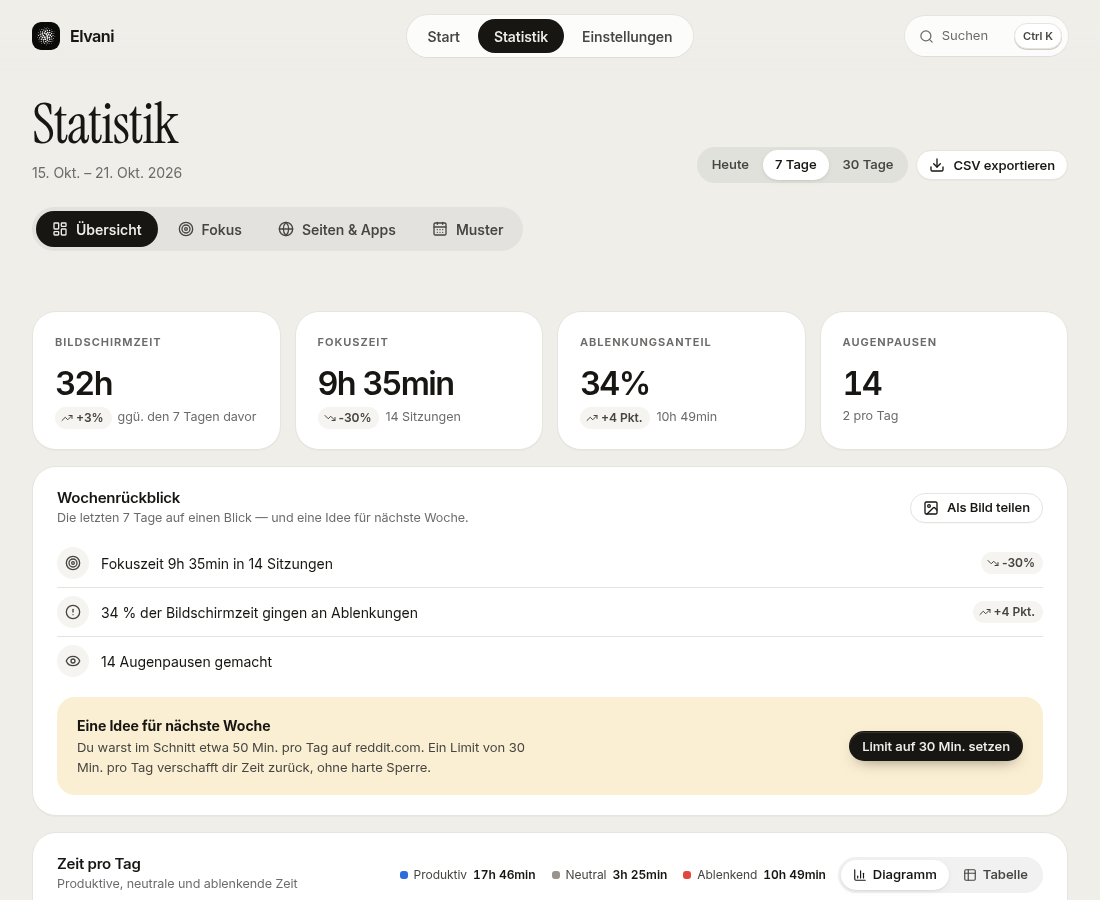 Elvani
Start
Statistik
Einstellungen
Suchen
Ctrl K
Statistik
15. Okt. – 21. Okt. 2026
Heute
7 Tage
30 Tage
CSV exportieren
Übersicht
Fokus
Seiten & Apps
Muster
BILDSCHIRMZEIT
32h
+3% ggü. den 7 Tagen davor
FOKUSZEIT
9h 35min
-30% 14 Sitzungen
ABLENKUNGSANTEIL
34%
+4 Pkt. 10h 49min
AUGENPAUSEN
14
2 pro Tag
Wochenrückblick
Die letzten 7 Tage auf einen Blick — und eine Idee für nächste Woche.
Als Bild teilen
Fokuszeit 9h 35min in 14 Sitzungen
-30%
34 % der Bildschirmzeit gingen an Ablenkungen
+4 Pkt.
14 Augenpausen gemacht
Eine Idee für nächste Woche
Du warst im Schnitt etwa 50 Min. pro Tag auf reddit.com. Ein Limit von 30
Min. pro Tag verschafft dir Zeit zurück, ohne harte Sperre.
Limit auf 30 Min. setzen
Zeit pro Tag
Produktive, neutrale und ablenkende Zeit
Produktiv 17h 46min
Neutral 3h 25min
Ablenkend 10h 49min
Diagramm
Tabelle